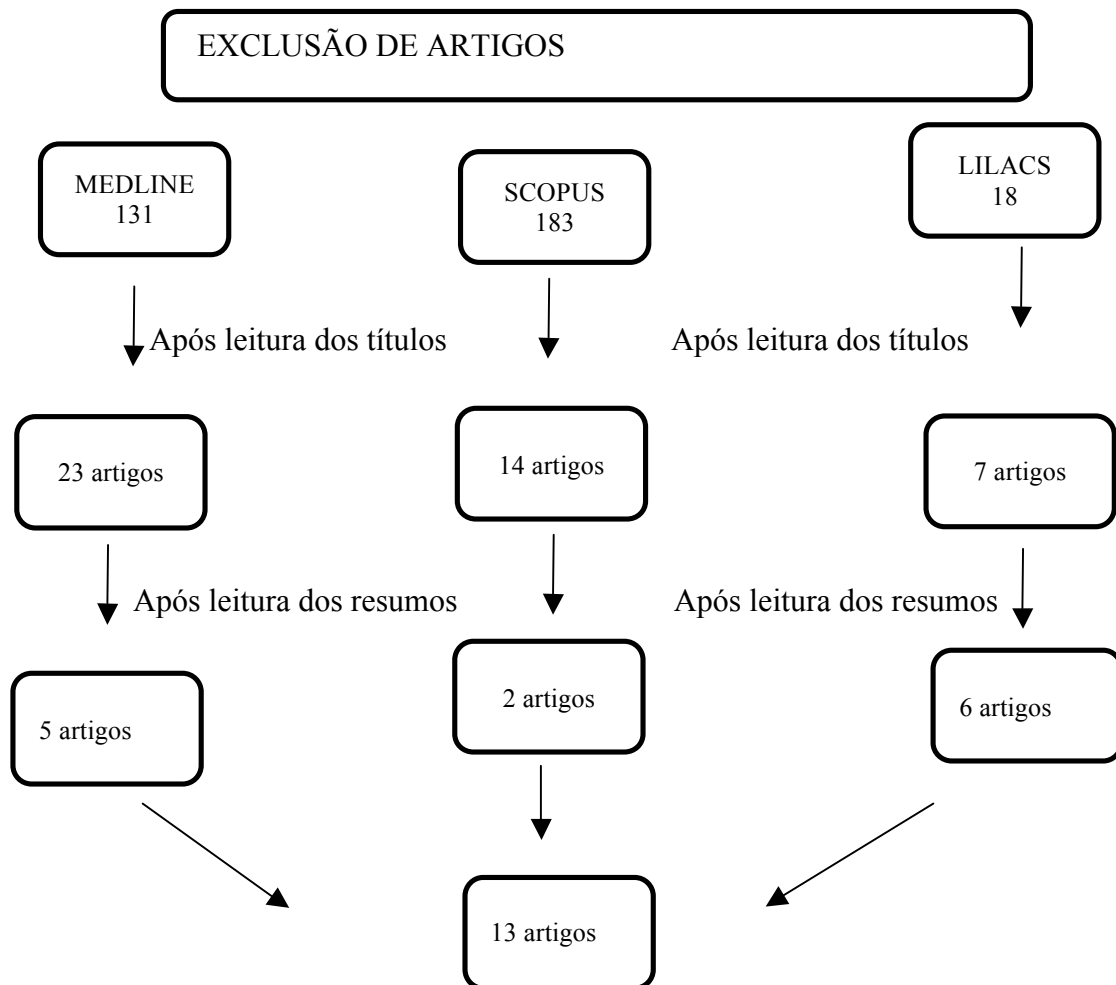 EXCLUSÃO DE ARTIGOS
MEDLINE
131
SCOPUS
183
LILACS
18
Após leitura dos títulos
Após leitura dos títulos
23 artigos
14 artigos
7 artigos
Após leitura dos resumos
Após leitura dos resumos
5 artigos
2 artigos
6 artigos
13 artigos